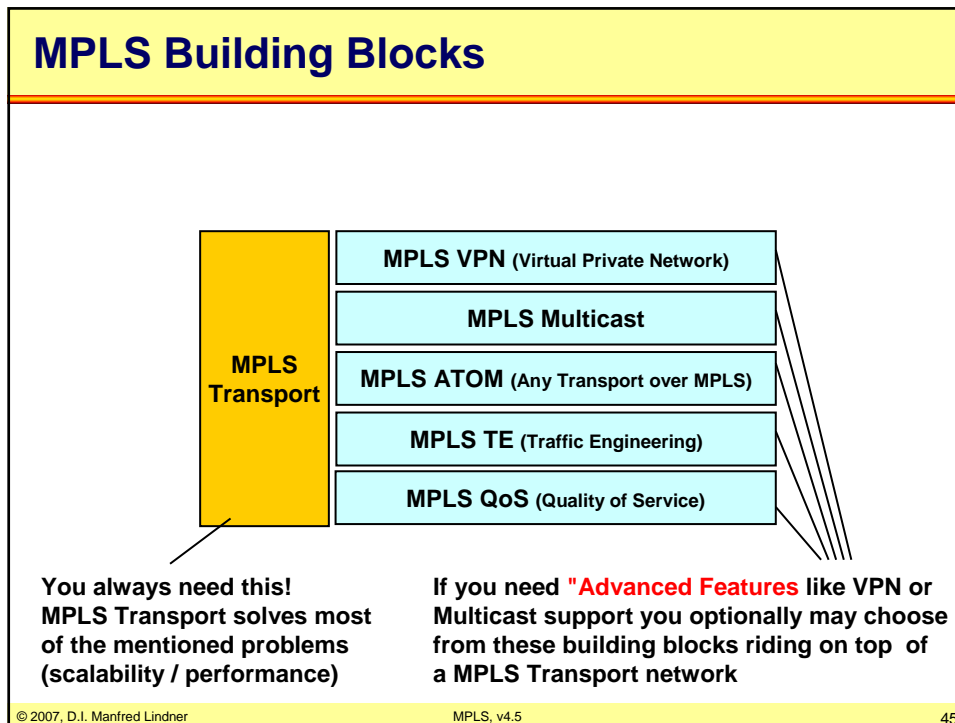 MPLS Building Blocks
MPLS
Transport
MPLS VPN (Virtual Private Network)
MPLS Multicast
MPLS ATOM (Any Transport over MPLS)
MPLS TE (Traffic Engineering)
MPLS QoS (Quality of Service)
You always need this!
MPLS Transport solves most
of the mentioned problems
(scalability / performance)
If you need "Advanced Features like VPN or
Multicast support you optionally may choose
from these building blocks riding on top of
a MPLS Transport network
© 2007, D.I. Manfred Lindner
MPLS, v4.5
45